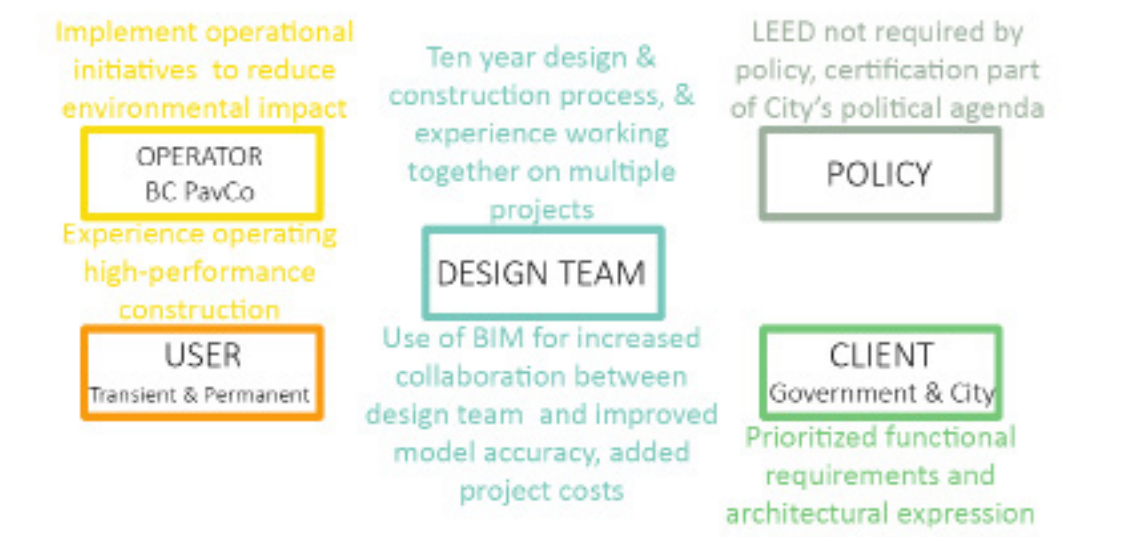 Implement operational
initiatives to reduce
environmental impact
OPERATOR
BC PavCo
Experience operating
high-performance
construction
USER
Transient & Permanent
Ten year design &
construction process, &
experience working
together on multiple
projects
DESIGN TEAM
Use of BIM for increased
collaboration between
design team and improved
model accuracy, added
project costs
LEED not required by
policy, certification part
of City's political agenda
POLICY
CLIENT
Government & City
Prioritized functional
requirements and
architectural expression